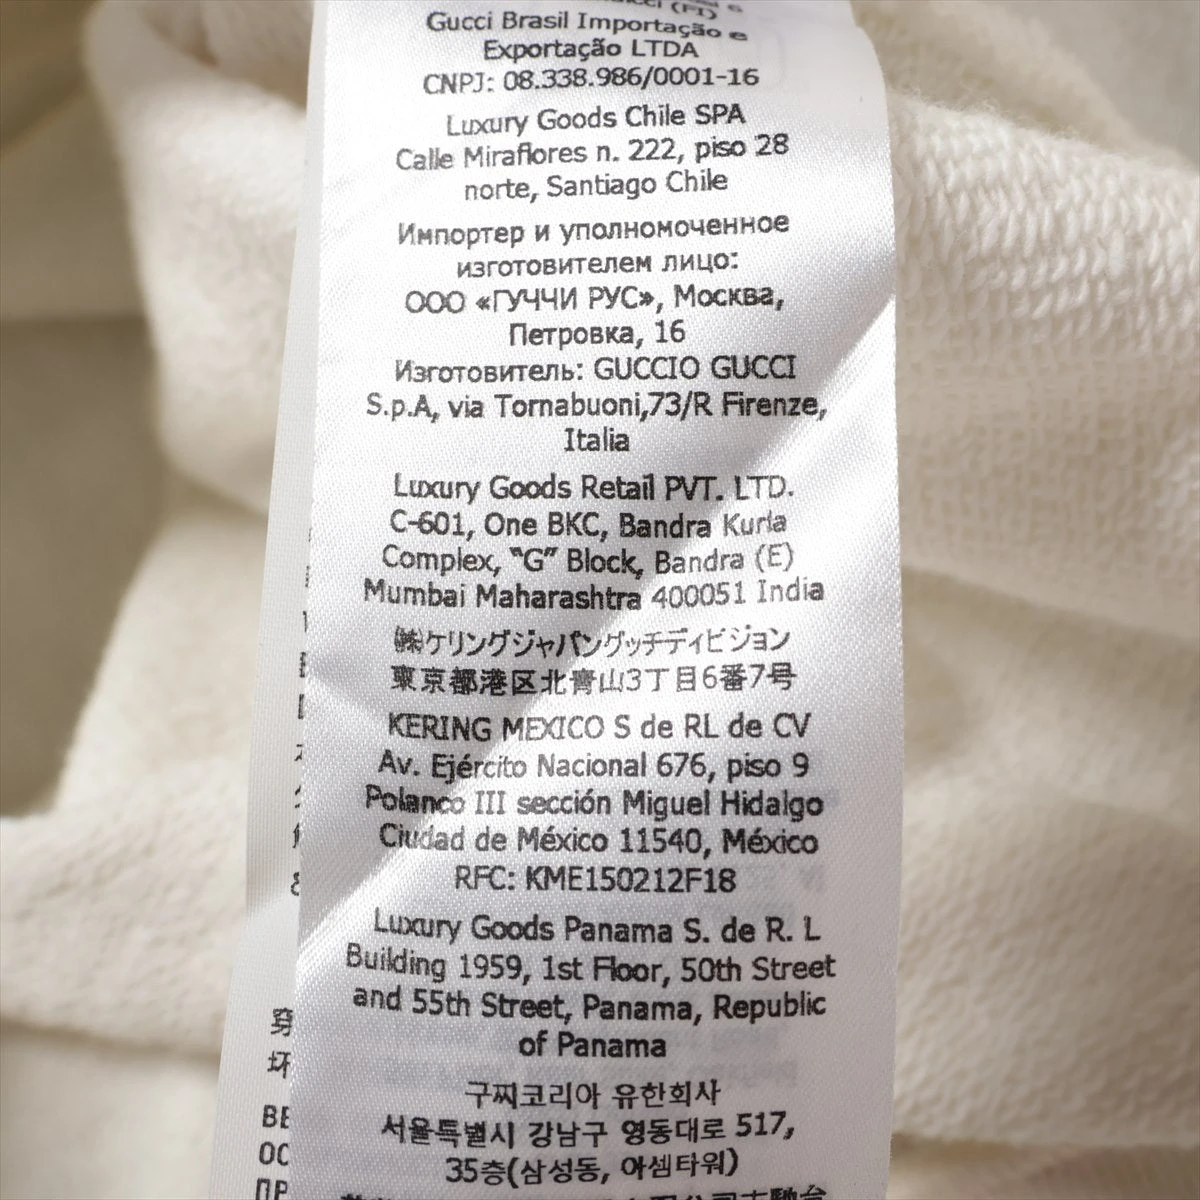 Gucci Brasil Importação e
Exportação LTDA
CNPJ: 08.338.986/0001-16
Luxury Goods Chile SPA
Calle Miraflores n. 222, piso 28
norte, Santiago Chile
Импортер и уполномоченное
изготовителем лицо:
ООО «ГУЧЧИ РУС», Москва,
Петровка, 16
Изготовитель: GUCCIO GUCCI
S.p.A, via Tornabuoni,73/R Firenze,
Italia
Luxury Goods Retail PVT. LTD.
C-601, One BKC, Bandra Kurla
Complex, "G" Block, Bandra (E)
Mumbai Maharashtra 400051 India
㈱ケリングジャパングッチディビジョン
東京都港区北青山3丁目6番7号
KERING MEXICO S de RL de CV
Av. Ejército Nacional 676, piso 9
Polanco III sección Miguel Hidalgo
Ciudad de México 11540, México
RFC: KME150212F18
Luxury Goods Panama S. de R. L
Building 1959, 1st Floor, 50th Street
and 55th Street, Panama, Republic
of Panama
구찌코리아 유한회사
서울특별시 강남구 영동대로 517,
35층(삼성동, 아셈타워)
穿
坏